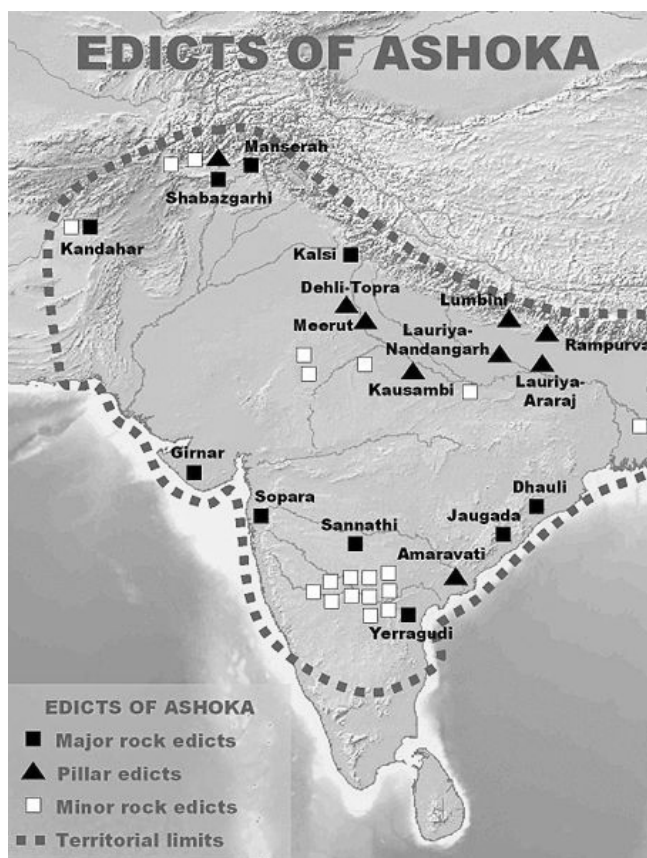 EDICTS OF ASHOKA
Manserah
Shabazgarhi
Kandahar
Kalsi
Dehli-Topra
Lumbini
Meerut
Lauriya-
Nandangarh
Rampurva
Kausambi
Lauriya-
Araraj
Girnar
Sopara
Dhauli
Sannathi
Jaugada
Amaravati
Yerragudi
EDICTS OF ASHOKA
Major rock edicts
Pillar edicts
Minor rock edicts
Territorial limits